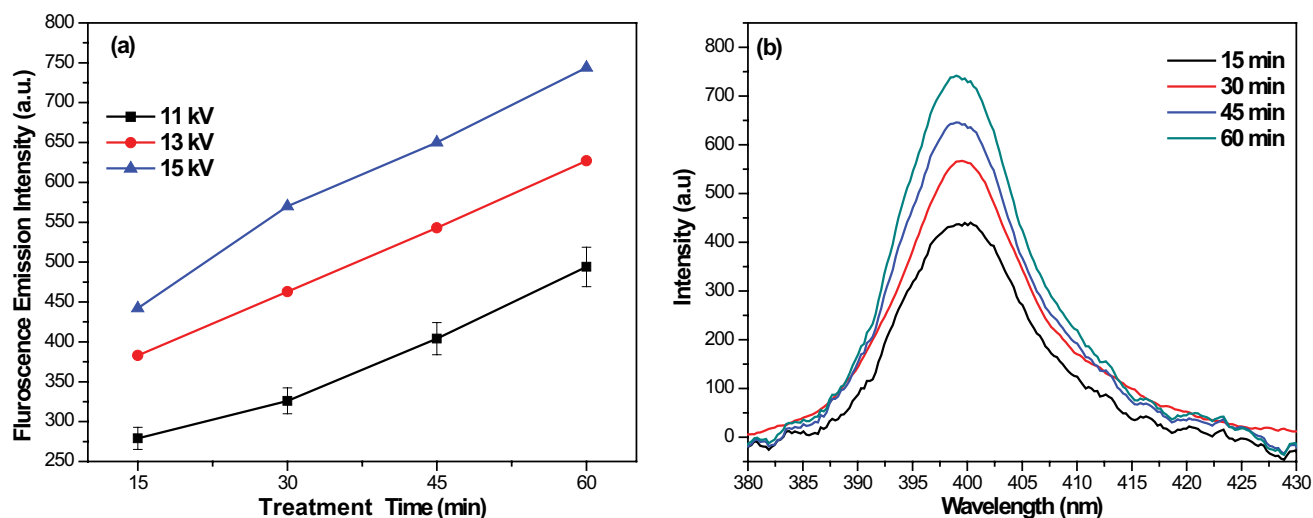 (a)
11 kV
13 kV
15 kV
Fluroscence Emission Intensity (a.u.)
800
750
700
650
600
550
500
450
400
350
300
250
15
30
45
60
Treatment Time (min)
(b)
15 min
30 min
45 min
60 min
Intensity (a.u)
800
700
600
500
400
300
200
100
0
380
385
390
395
400
405
410
415
420
425
430
Wavelength (nm)